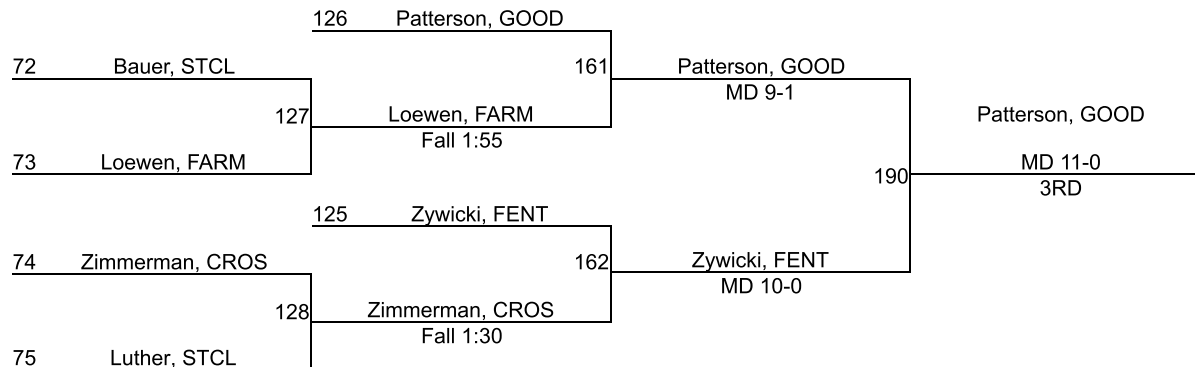 126 Patterson, GOOD
72 Bauer, STCL
161
Patterson, GOOD
MD 9-1
127
Loewen, FARM
Fall 1:55
Patterson, GOOD
73 Loewen, FARM
MD 11-0
190
3RD
125 Zywicki, FENT
74 Zimmerman, CROS
162
Zywicki, FENT
MD 10-0
128
Zimmerman, CROS
Fall 1:30
75 Luther, STCL